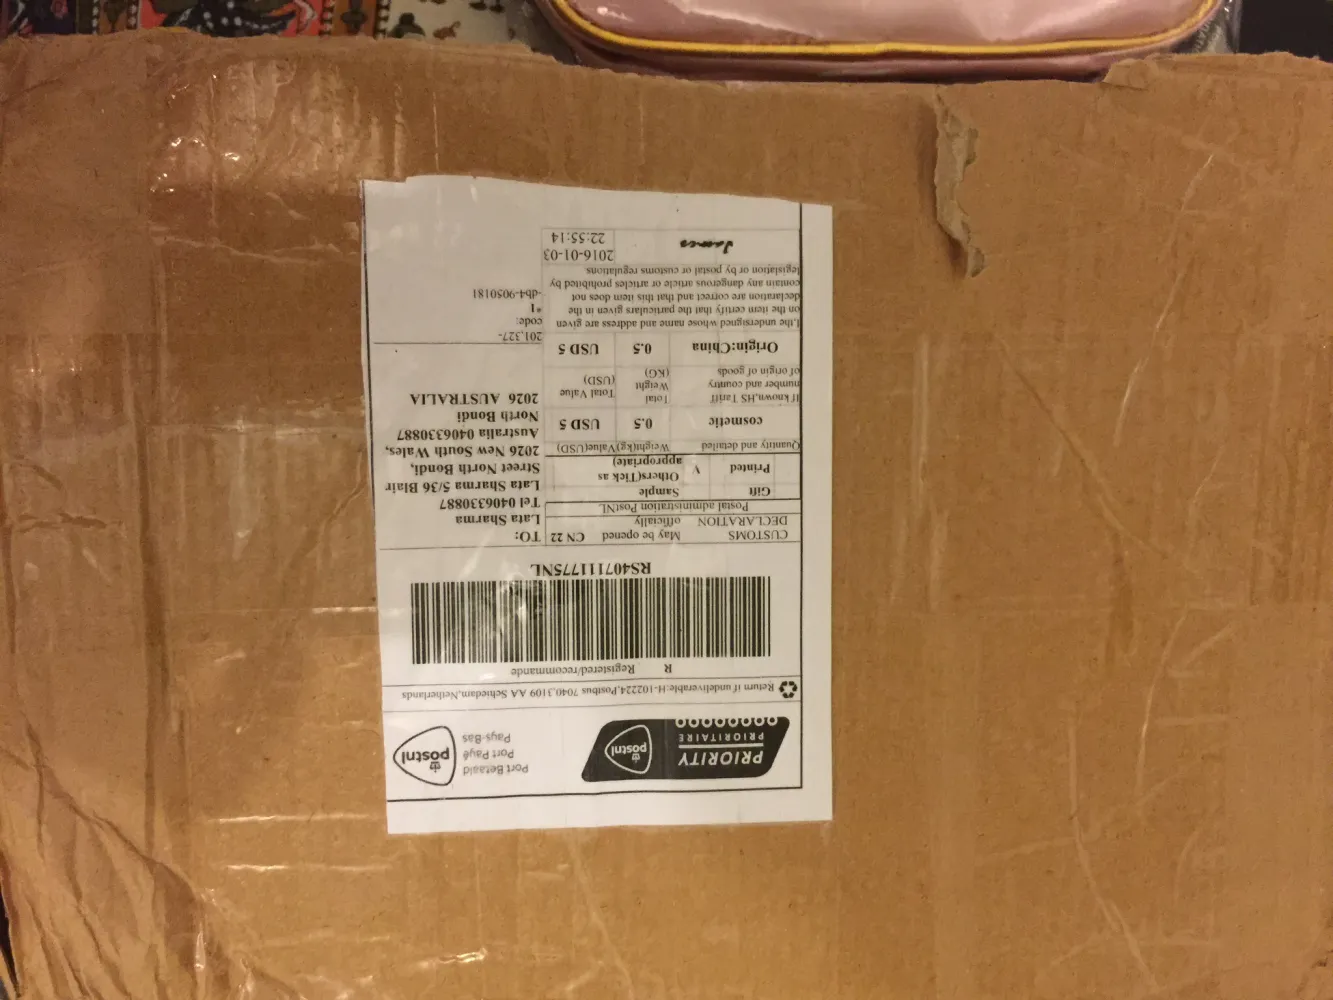 PRIORITY
PRIORITAIRE
postnl
Port Betaald
Port Payé
Pays-Bas
postnl
Return if undeliverable:H-102224,Postbus 7040,3109 AA Schiedam,Netherlands
R Registered/recommande
RS407111775NL
CUSTOMS
DECLARATION
May be opened
officially
CN 22
Postal administration PostNL
Gift
Sample
Printed
V
Others(Tick as
appropriate)
Quantity and detailed
Weight(kg)
Value(USD)
cosmetic
0.5
USD 5
If known,HS Tariff
number and country
of origin of goods
Total
Weight
(KG)
Total Value
(USD)
Origin:China
0.5
USD 5
I,the undersigned whose name and address are given
on the item certify that the particulars given in the
declaration are correct and that this item does not
contain any dangerous article or articles prohibited by
legislation or by postal or customs regulations
James
2016-01-03
22:55:14
TO:
Lata Sharma
Tel 0406330887
Lata Sharma 5/36 Blair
Street North Bondi,
2026 New South Wales,
Australia 0406330887
North Bondi
2026 AUSTRALIA
201,327-
code:
*1
-db4-9050181